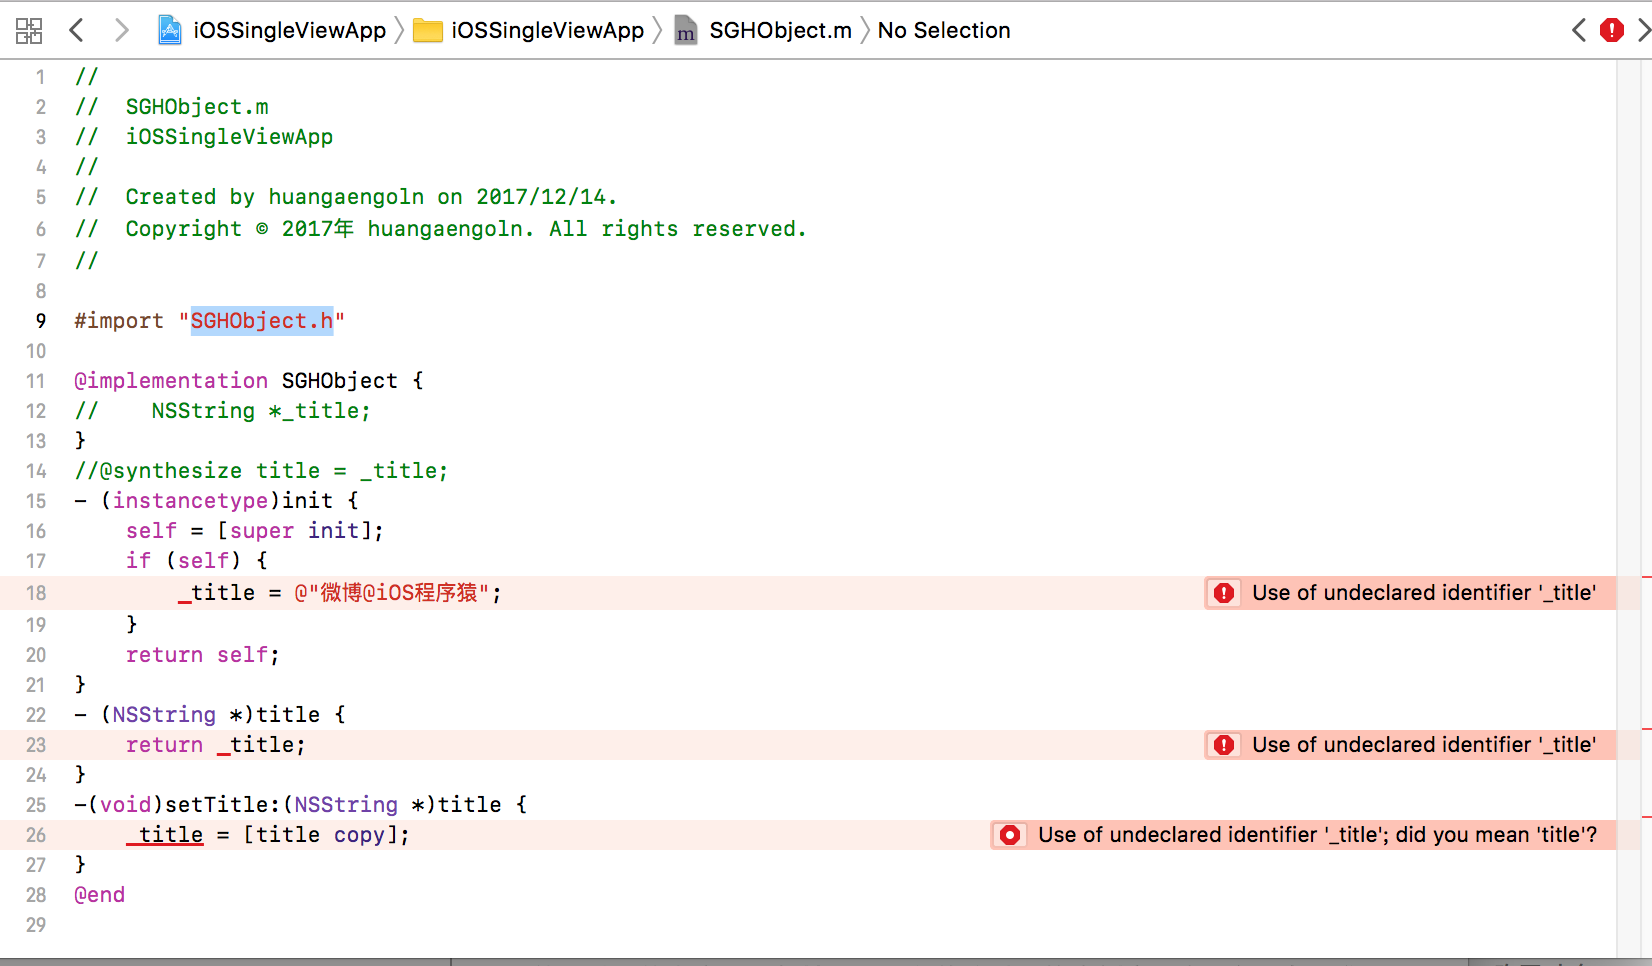 iOSSingleViewApp iOSSingleViewApp m SGHObject.m No Selection
1 //
2 //  SGHObject.m
3 //  iOSSingleViewApp
4 //
5 //  Created by huangaengoln on 2017/12/14.
6 //  Copyright © 2017年 huangaengoln. All rights reserved.
7 //
8
9 #import "SGHObject.h"
10
11 @implementation SGHObject {
12 //    NSString *_title;
13 }
14 //@synthesize title = _title;
15 - (instancetype)init {
16     self = [super init];
17     if (self) {
18         _title = @"微博@iOS程序猿"; Use of undeclared identifier '_title'
19     }
20     return self;
21 }
22 - (NSString *)title {
23     return _title; Use of undeclared identifier '_title'
24 }
25 -(void)setTitle:(NSString *)title {
26     _title = [title copy]; Use of undeclared identifier '_title'; did you mean 'title'?
27 }
28 @end
29